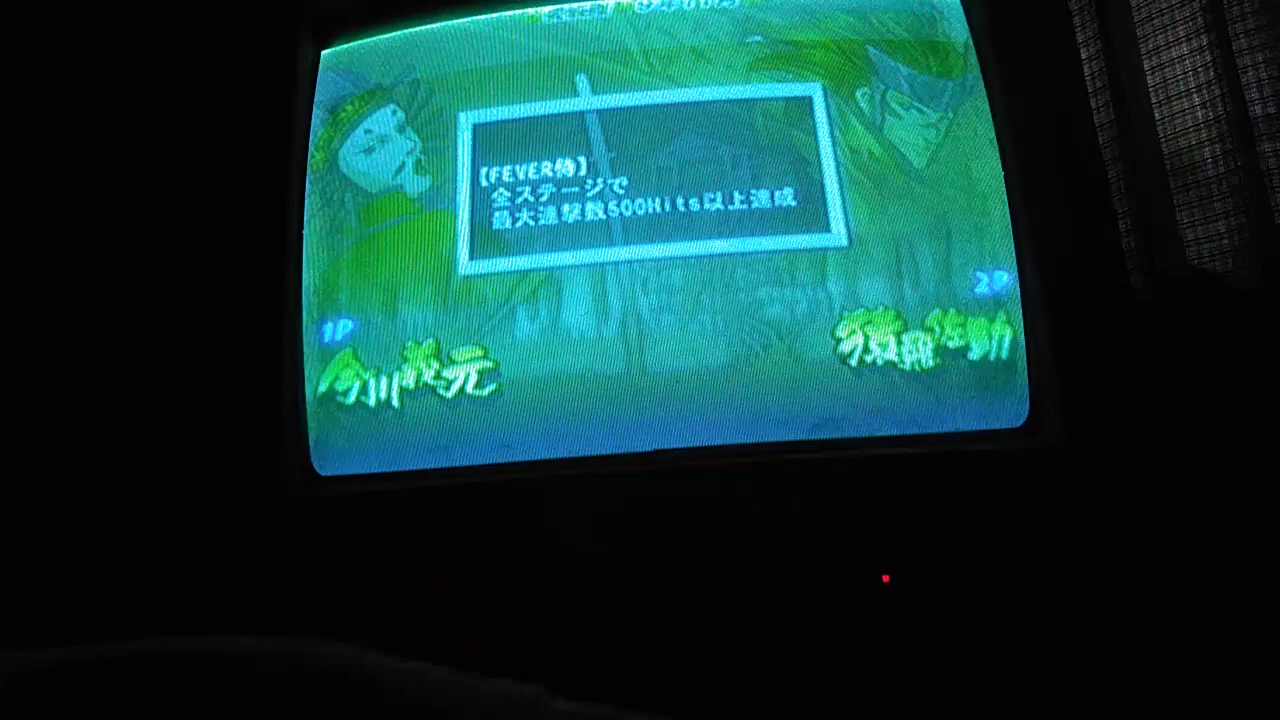 【FEVER侍】
全ステージで
最大連撃数500Hits以上達成
2P
1P
猿飛佐助
今川義元